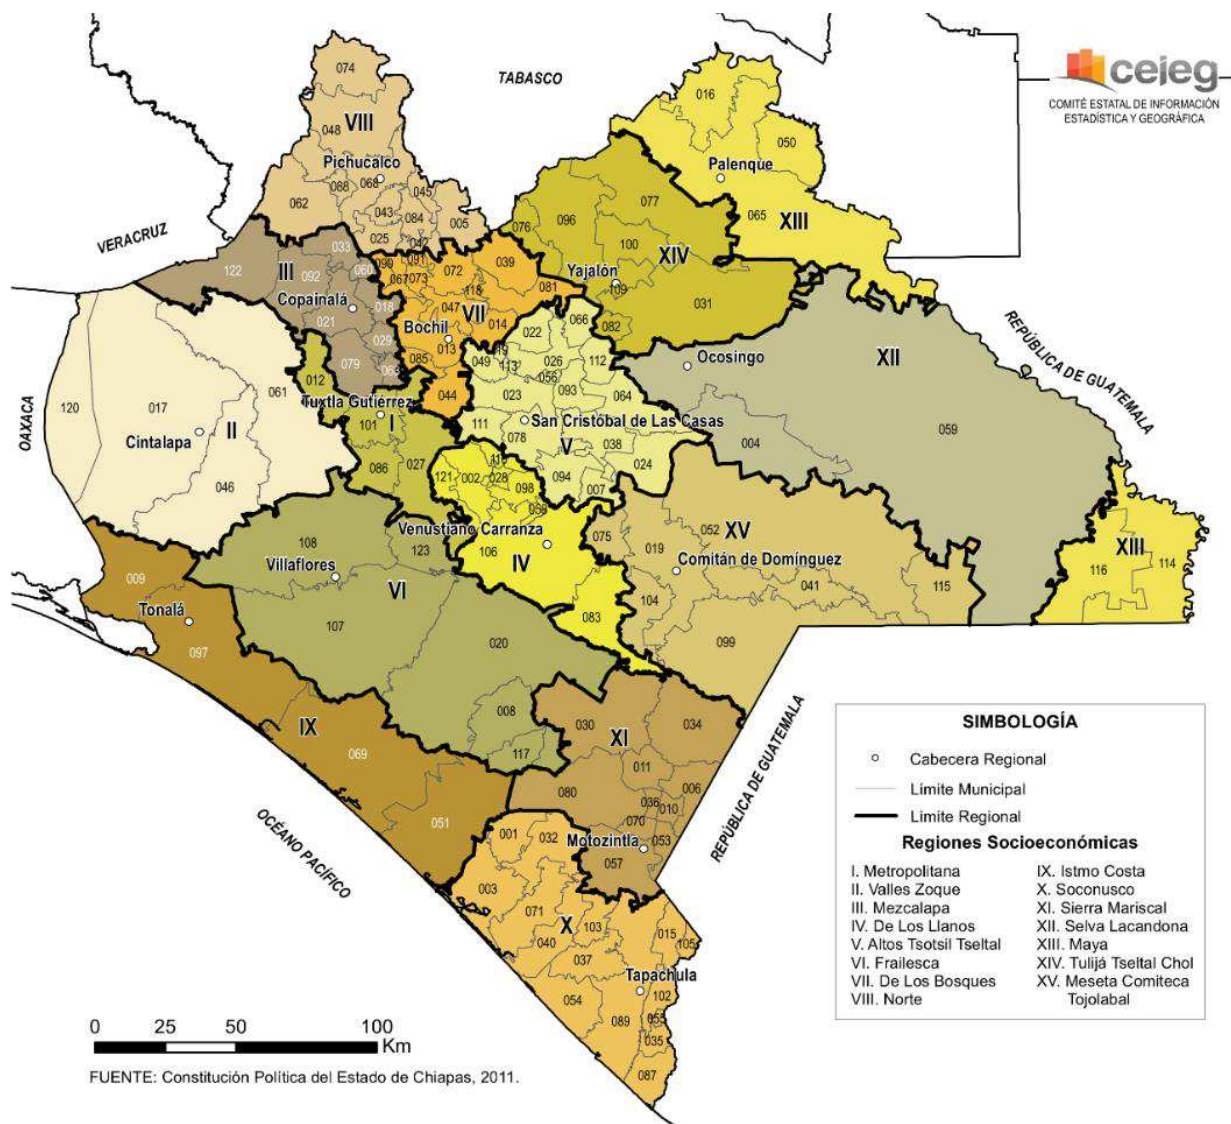 TABASCO
ceieg
COMITÉ ESTATAL DE INFORMACIÓN
ESTADÍSTICA Y GEOGRÁFICA
074
016
VIII
048
050
Pichucalco
Palenque
088
068
045
077
062
043
084
005
096
065
XIII
VERACRUZ
025
042
076
033
100
XIV
090
091
072
039
122
III
092
060
067
073
Yajalón
118
081
109
Copainalá
018
047
VII
031
021
014
066
082
REPÚBLICA DE GUATEMALA
Bochil
022
029
013
026
112
Ocosingo
XII
049
113
085
056
079
012
093
OAXACA
061
Tuxtla Gutiérrez
044
023
064
120
017
101
I
San Cristóbal de Las Casas
059
Cintalapa
II
111
078
V
038
004
086
027
024
046
121
002
028
098
094
007
XV
108
Venustiano Carranza
052
123
106
IV
075
019
Comitán de Domínguez
XIII
Villaflores
009
VI
116
114
041
115
Tonalá
104
083
107
097
020
099
008
030
034
IX
XI
069
117
011
006
080
036
010
REPÚBLICA DE GUATEMALA
051
070
001
032
Motozintla
053
OCÉANO PACÍFICO
057
003
071
X
103
015
040
105
037
Tapachula
054
102
089
035
087
SIMBOLOGÍA
Cabecera Regional
Límite Municipal
Límite Regional
Regiones Socioeconómicas
I. Metropolitana
II. Valles Zoque
III. Mezcalapa
IV. De Los Llanos
V. Altos Tsotsil Tseltal
VI. Frailesca
VII. De Los Bosques
VIII. Norte
IX. Istmo Costa
X. Soconusco
XI. Sierra Mariscal
XII. Selva Lacandona
XIII. Maya
XIV. Tulijá Tseltal Chol
XV. Meseta Comiteca
Tojolabal
0 25 50 100
Km
FUENTE: Constitución Política del Estado de Chiapas, 2011.